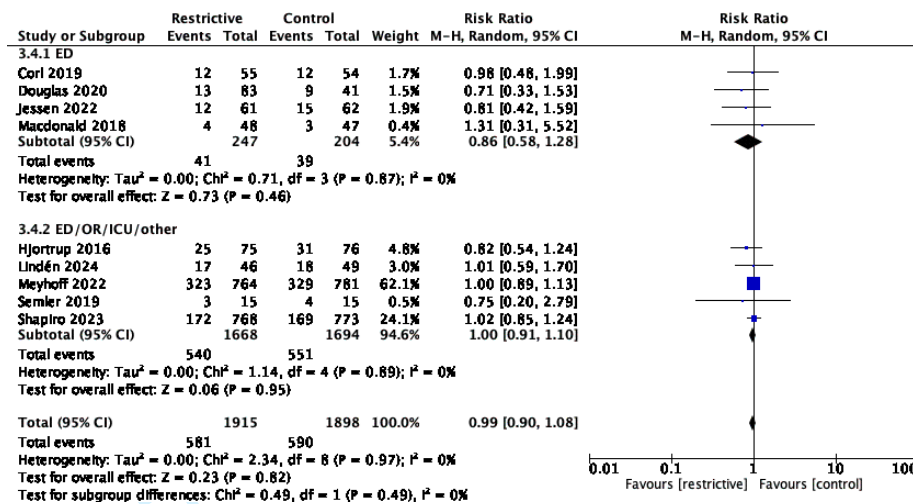 Restrictive Control Risk Ratio Risk Ratio
Study or Subgroup Events Total Events Total Weight M-H, Random, 95% CI M-H, Random, 95% CI
3.4.1 ED
Corl 2019 12 55 12 54 1.7% 0.98 [0.48, 1.99]
Douglas 2020 13 83 9 41 1.5% 0.71 [0.33, 1.53]
Jessen 2022 12 61 15 62 1.9% 0.81 [0.42, 1.59]
Macdonald 2018 4 48 3 47 0.4% 1.31 [0.31, 5.52]
Subtotal (95% CI) 247 204 5.4% 0.86 [0.58, 1.28]
Total events 41 39
Heterogeneity: Tau² = 0.00; Chi² = 0.71, df = 3 (P = 0.87); I² = 0%
Test for overall effect: Z = 0.73 (P = 0.46)
3.4.2 ED/OR/ICU/other
Hjortrup 2016 25 75 31 76 4.8% 0.82 [0.54, 1.24]
Lindén 2024 17 46 18 49 3.0% 1.01 [0.59, 1.70]
Meyhoff 2022 323 764 329 781 62.1% 1.00 [0.89, 1.13]
Semler 2019 3 15 4 15 0.5% 0.75 [0.20, 2.79]
Shapiro 2023 172 768 169 773 24.1% 1.02 [0.85, 1.24]
Subtotal (95% CI) 1668 1694 94.6% 1.00 [0.91, 1.10]
Total events 540 551
Heterogeneity: Tau² = 0.00; Chi² = 1.14, df = 4 (P = 0.89); I² = 0%
Test for overall effect: Z = 0.06 (P = 0.95)
Total (95% CI) 1915 1898 100.0% 0.99 [0.90, 1.08]
Total events 581 590
Heterogeneity: Tau² = 0.00; Chi² = 2.34, df = 8 (P = 0.97); I² = 0%
Test for overall effect: Z = 0.23 (P = 0.82)
Test for subgroup differences: Chi² = 0.49, df = 1 (P = 0.49), I² = 0%
0.01 0.1 1 10 100
Favours [restrictive] Favours [control]